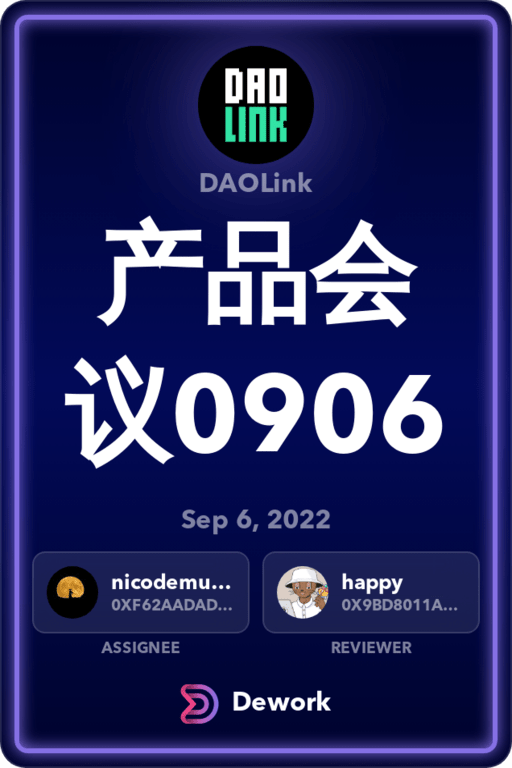 DAO
LINK
DAOLink
产品会
议0906
Sep 6, 2022
nicodemu...
0XF62AADAD...
happy
0X9BD8011A...
ASSIGNEE
REVIEWER
Dework